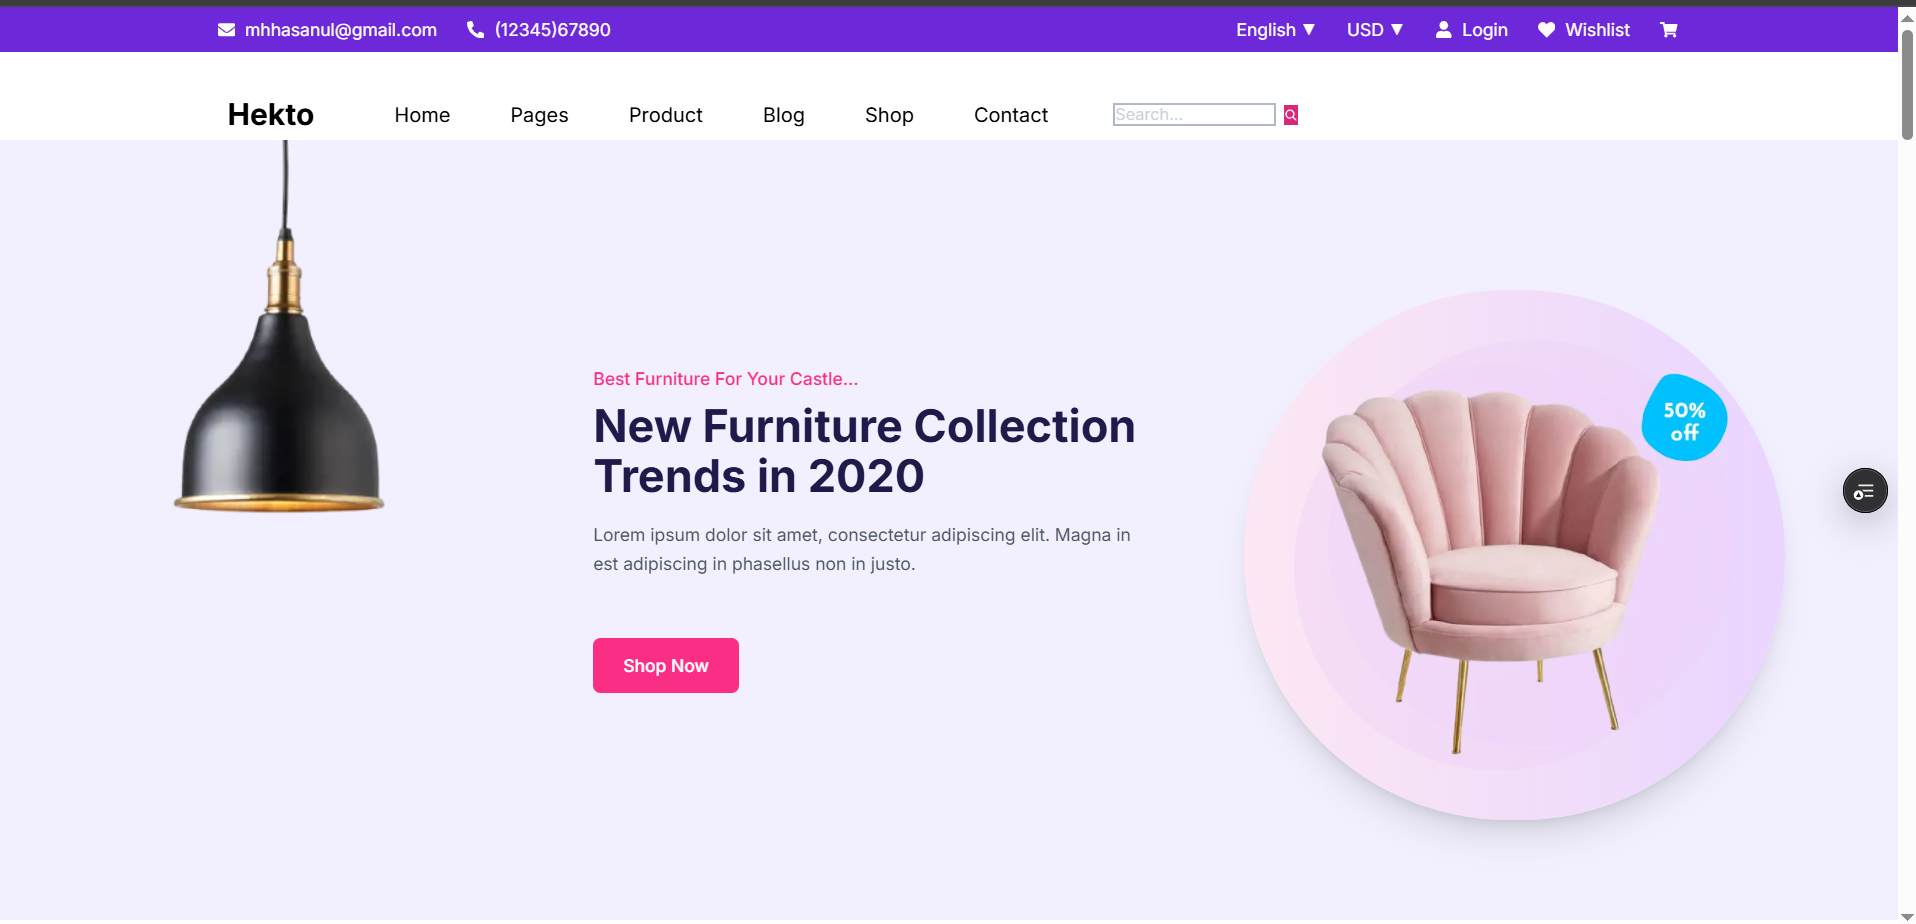 mhhasanul@gmail.com (12345)67890 English ▼ USD ▼ Login Wishlist
Hekto Home Pages Product Blog Shop Contact Search...
Best Furniture For Your Castle...
New Furniture Collection
Trends in 2020
50%
off
Lorem ipsum dolor sit amet, consectetur adipiscing elit. Magna in
est adipiscing in phasellus non in justo.
Shop Now